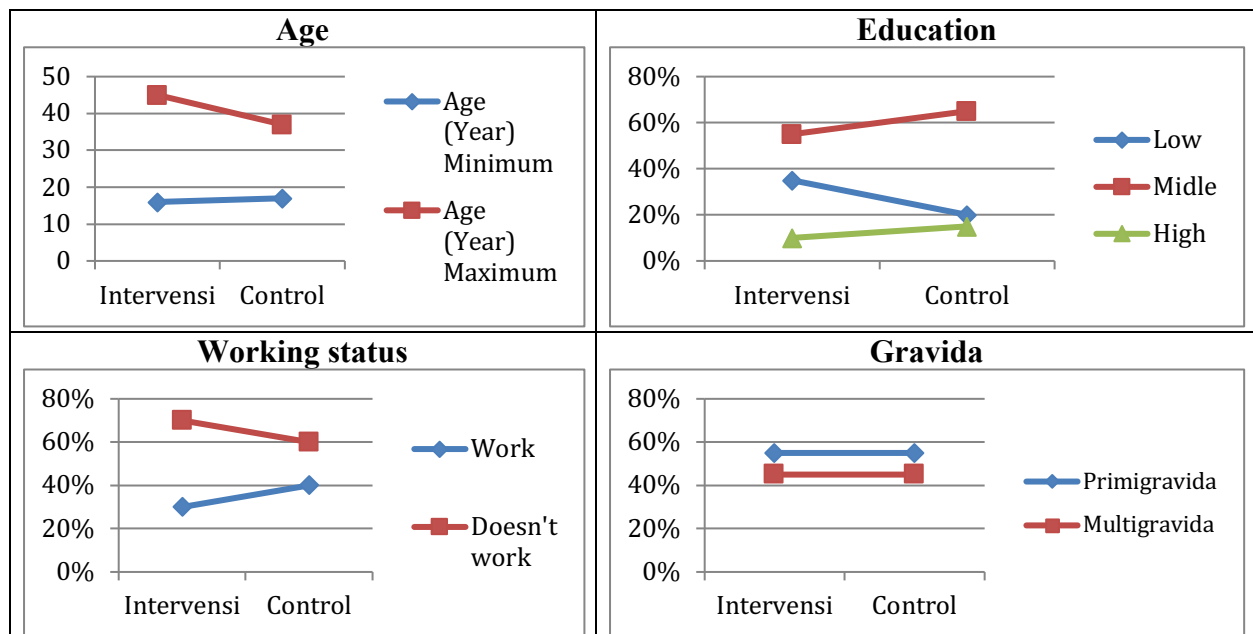 Age
50
40
30
20
10
0
Intervensi
Control
Age
(Year)
Minimum
Age
(Year)
Maximum
Education
80%
60%
40%
20%
0%
Intervensi
Control
Low
Midle
High
Working status
80%
60%
40%
20%
0%
Intervensi
Control
Work
Doesn't
work
Gravida
80%
60%
40%
20%
0%
Intervensi
Control
Primigravida
Multigravida